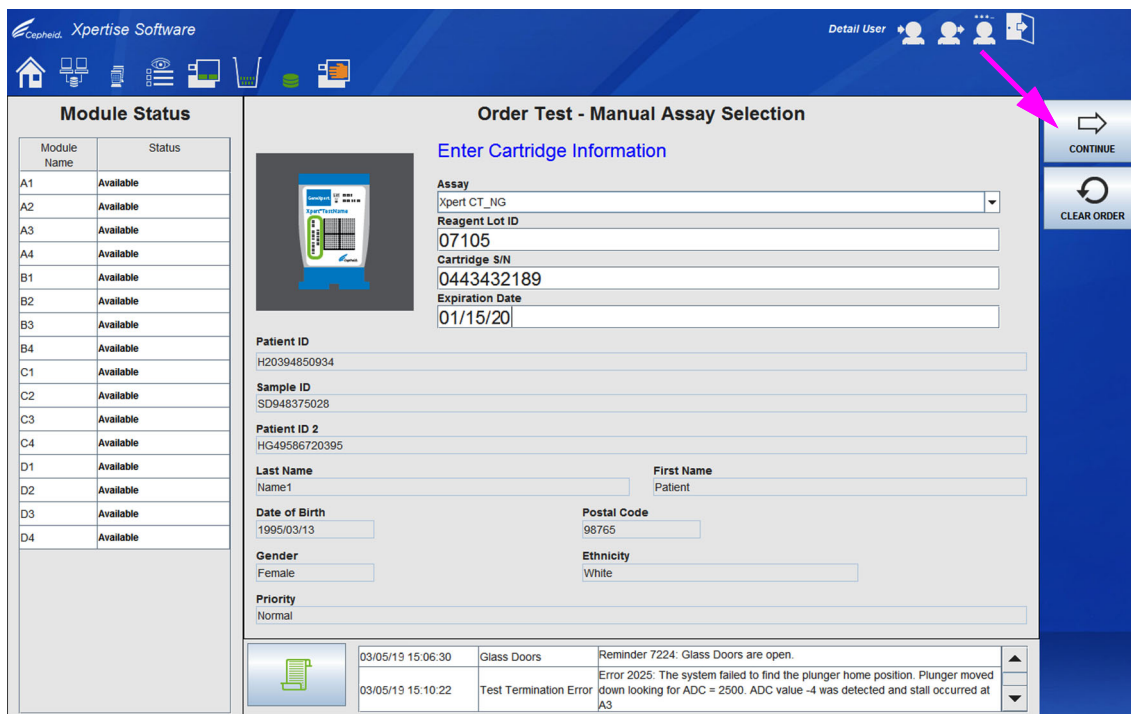 Cepheid. Xpertise Software
Detail User
Module Status
Module Name
Status
A1 Available
A2 Available
A3 Available
A4 Available
B1 Available
B2 Available
B3 Available
B4 Available
C1 Available
C2 Available
C3 Available
C4 Available
D1 Available
D2 Available
D3 Available
D4 Available
Order Test - Manual Assay Selection
Enter Cartridge Information
GeneXpert
Xpert®TestName
Cepheid.
Assay
Xpert CT_NG
Reagent Lot ID
07105
Cartridge S/N
0443432189
Expiration Date
01/15/20
Patient ID
H20394850934
Sample ID
SD948375028
Patient ID 2
HG49586720395
Last Name
First Name
Name1
Patient
Date of Birth
Postal Code
1995/03/13
98765
Gender
Ethnicity
Female
White
Priority
Normal
03/05/19 15:06:30 Glass Doors Reminder 7224: Glass Doors are open.
03/05/19 15:10:22 Test Termination Error Error 2025: The system failed to find the plunger home position. Plunger moved
down looking for ADC = 2500. ADC value -4 was detected and stall occurred at
A3
CONTINUE
CLEAR ORDER